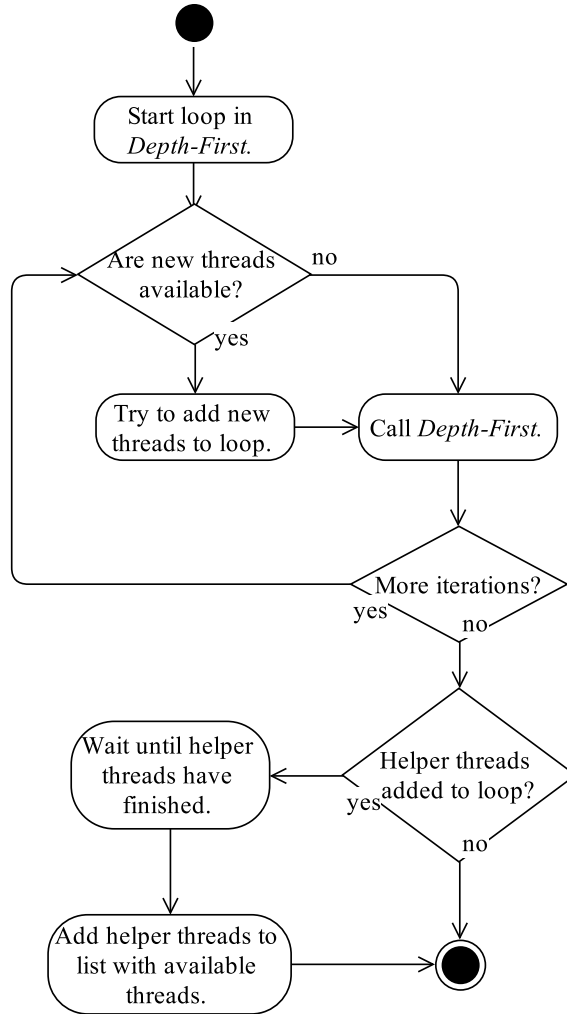 Start loop in
Depth-First.
Are new threads
available?
no
yes
Try to add new
threads to loop.
Call Depth-First.
More iterations?
yes
no
Wait until helper
threads have
finished.
Helper threads
added to loop?
yes
no
Add helper threads to
list with available
threads.